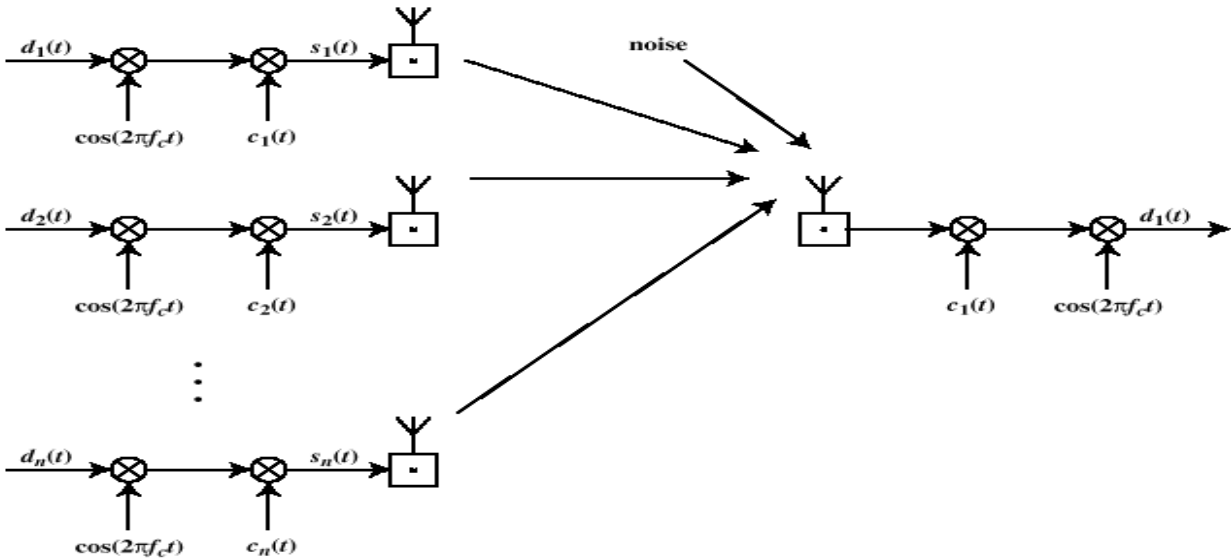 d1(t)
s1(t)
noise
cos(2πfct)
c1(t)
d2(t)
s2(t)
d1(t)
cos(2πfct)
c2(t)
c1(t)
cos(2πfct)
dn(t)
sn(t)
cos(2πfct)
cn(t)